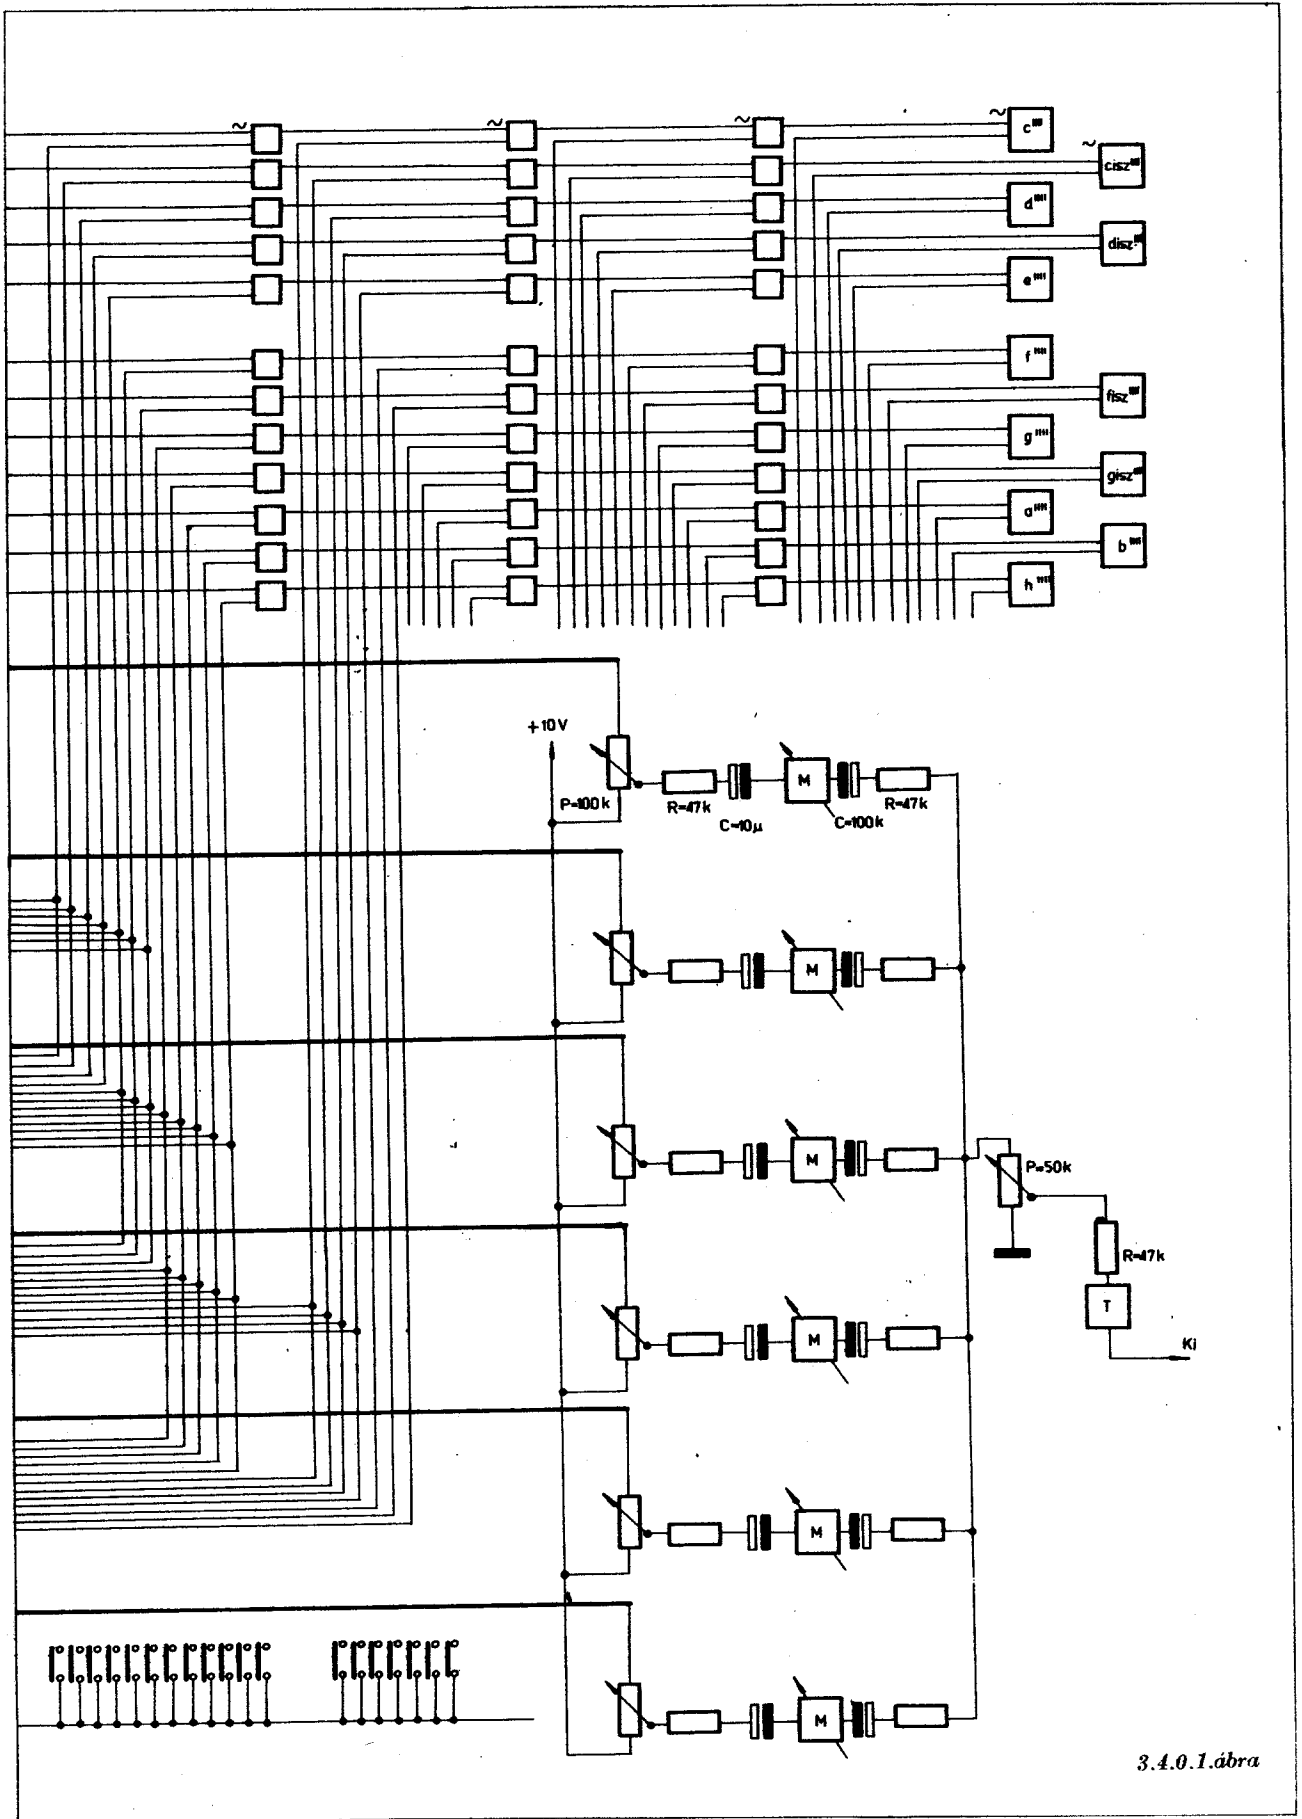 ~
~
~
~
c''''
~
cisz''''
d''''
disz''''
e''''
f''''
fisz''''
g''''
gisz''''
a''''
b''''
h''''
+10V
P=100k
R=47k
C=10µ
M
C=100k
R=47k
M
M
P=50k
R=47k
T
Ki
M
M
M
3.4.0.1.ábra